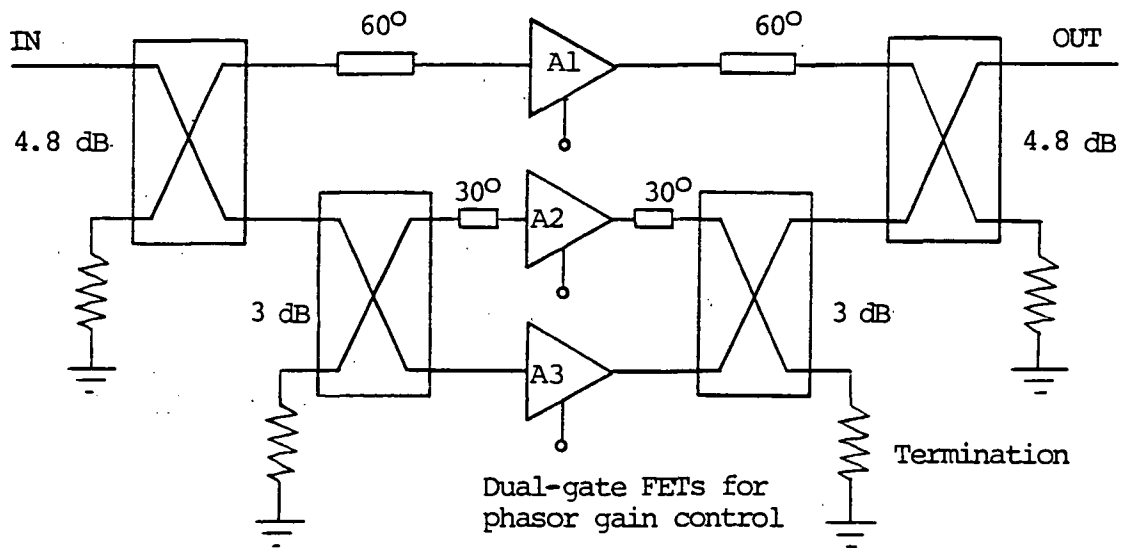 60°
60°
IN
OUT
A1
4.8 dB
4.8 dB
30°
30°
A2
3 dB
3 dB
A3
Termination
Dual-gate FETs for
phasor gain control